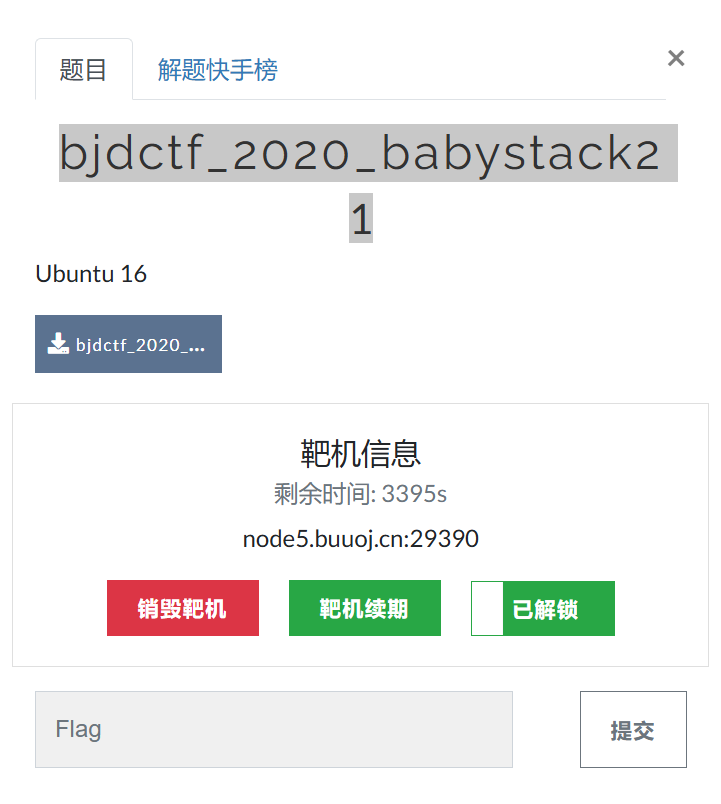 题目
解题快手榜
×
bjdctf_2020_babystack2
1
Ubuntu 16
bjdctf_2020_...
靶机信息
剩余时间: 3395s
node5.buuoj.cn:29390
销毁靶机
靶机续期
已解锁
Flag
提交